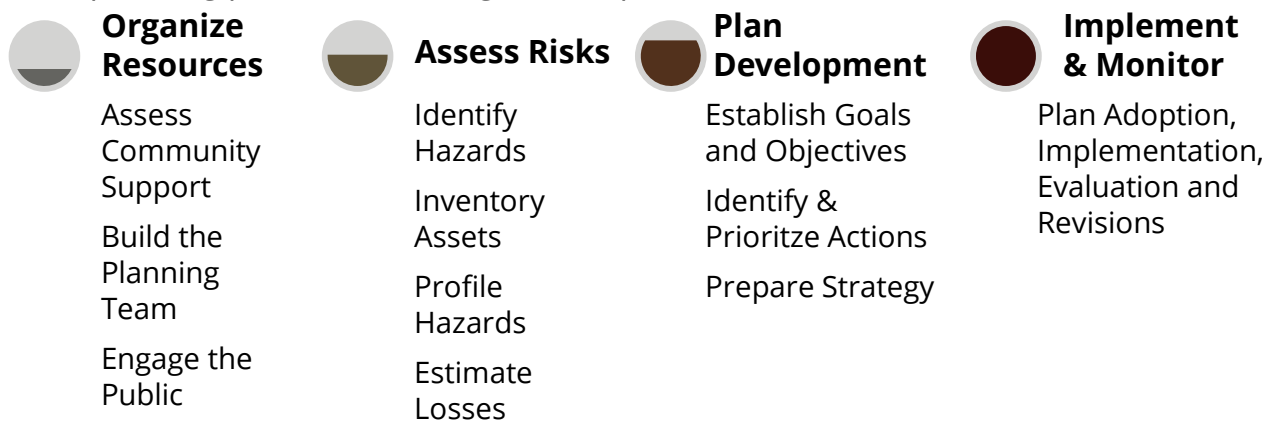 Organize
Resources
Assess
Community
Support
Build the
Planning
Team
Engage the
Public
Assess Risks
Identify
Hazards
Inventory
Assets
Profile
Hazards
Estimate
Losses
Plan
Development
Establish Goals
and Objectives
Identify &
Prioritze Actions
Prepare Strategy
Implement
& Monitor
Plan Adoption,
Implementation,
Evaluation and
Revisions